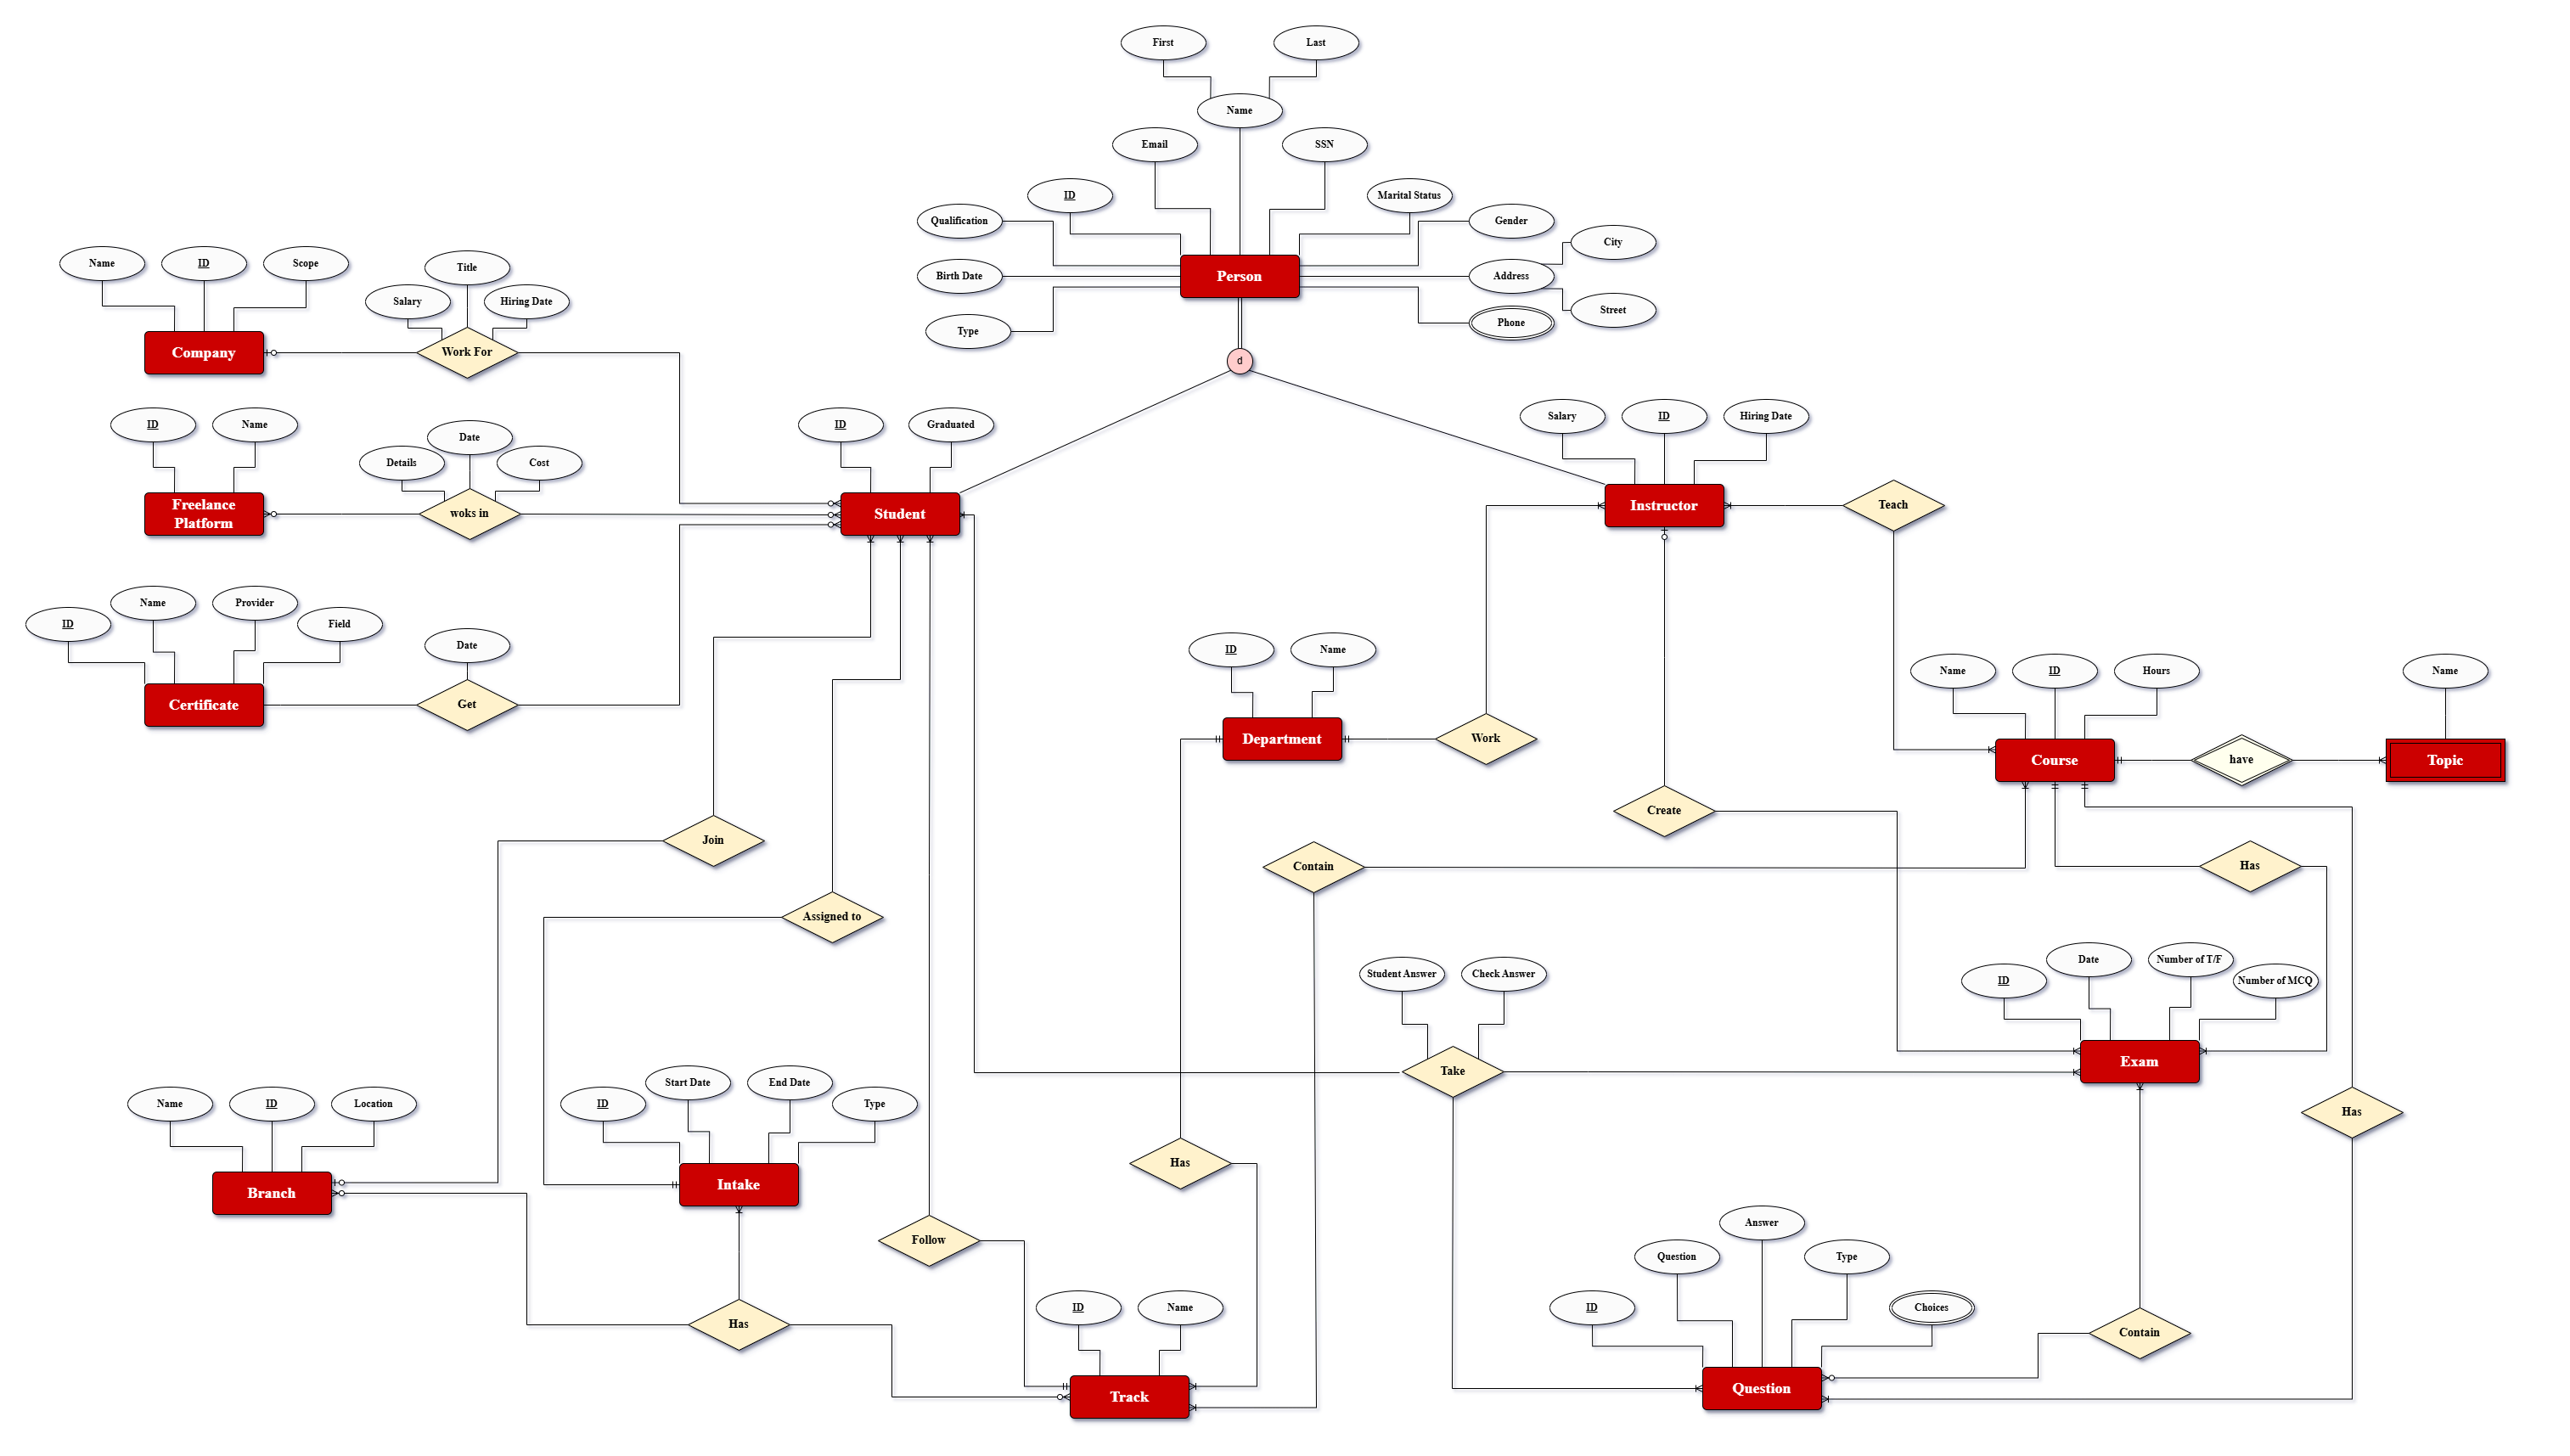 First
Last
Name
Email
SSN
ID
Marital Status
Qualification
Gender
City
Person
Birth Date
Address
Street
Type
Phone
d
Name
ID
Scope
Title
Salary
Hiring Date
Company
Work For
ID
Name
Date
Details
Cost
Freelance
Platform
woks in
ID
Graduated
Student
Salary
ID
Hiring Date
Instructor
Teach
ID
Name
Provider
Field
Date
Certificate
Get
ID
Name
Department
Work
Name
ID
Hours
Name
Course
have
Topic
Join
Create
Contain
Has
Assigned to
Student Answer
Check Answer
ID
Date
Number of T/F
Number of MCQ
Take
Exam
Has
Name
ID
Location
ID
Start Date
End Date
Type
Branch
Intake
Has
Follow
Has
ID
Name
Track
Answer
Question
Type
ID
Choices
Question
Contain